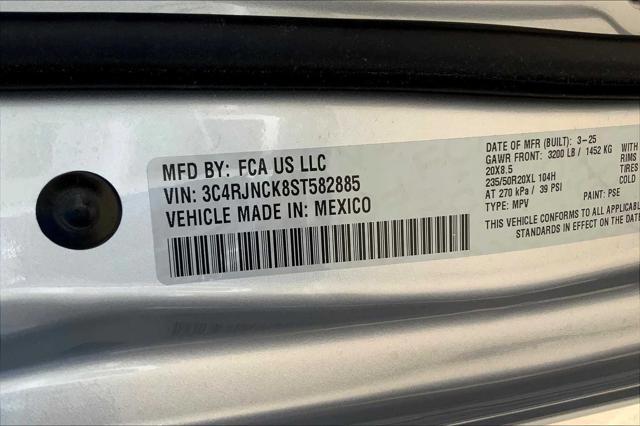 MFD BY: FCA US LLC
VIN: 3C4RJNCK8ST582885
VEHICLE MADE IN: MEXICO
DATE OF MFR (BUILT): 3-25
GAWR FRONT: 3200 LB / 1452 KG WITH
20X8.5 RIMS
235/50R20XL 104H TIRES
AT 270 kPa / 39 PSI COLD
TYPE: MPV PAINT: PSE
THIS VEHICLE CONFORMS TO ALL
STANDARDS IN EFFECT ON THE